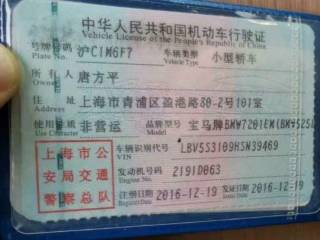 中华人民共和国机动车行驶证
Vehicle License of the People's Republic of China
号牌号码 沪C1M6F7 车辆类型 小型轿车
Plate No. Vehicle Type
所有人 唐方平
Owner
住址 上海市青浦区盈港路80-2号101室
Address
使用性质 非营运 品牌型号 宝马牌BMW7201EM(BMW525L
Use Character Model
上海市公安局交通警察总队
车辆识别代号 LBV5S3109HSN39469
VIN
发动机号码 2191D063
Engine No.
注册日期 2016-12-19 发证日期 2016-12-19
Register Date Issue Date